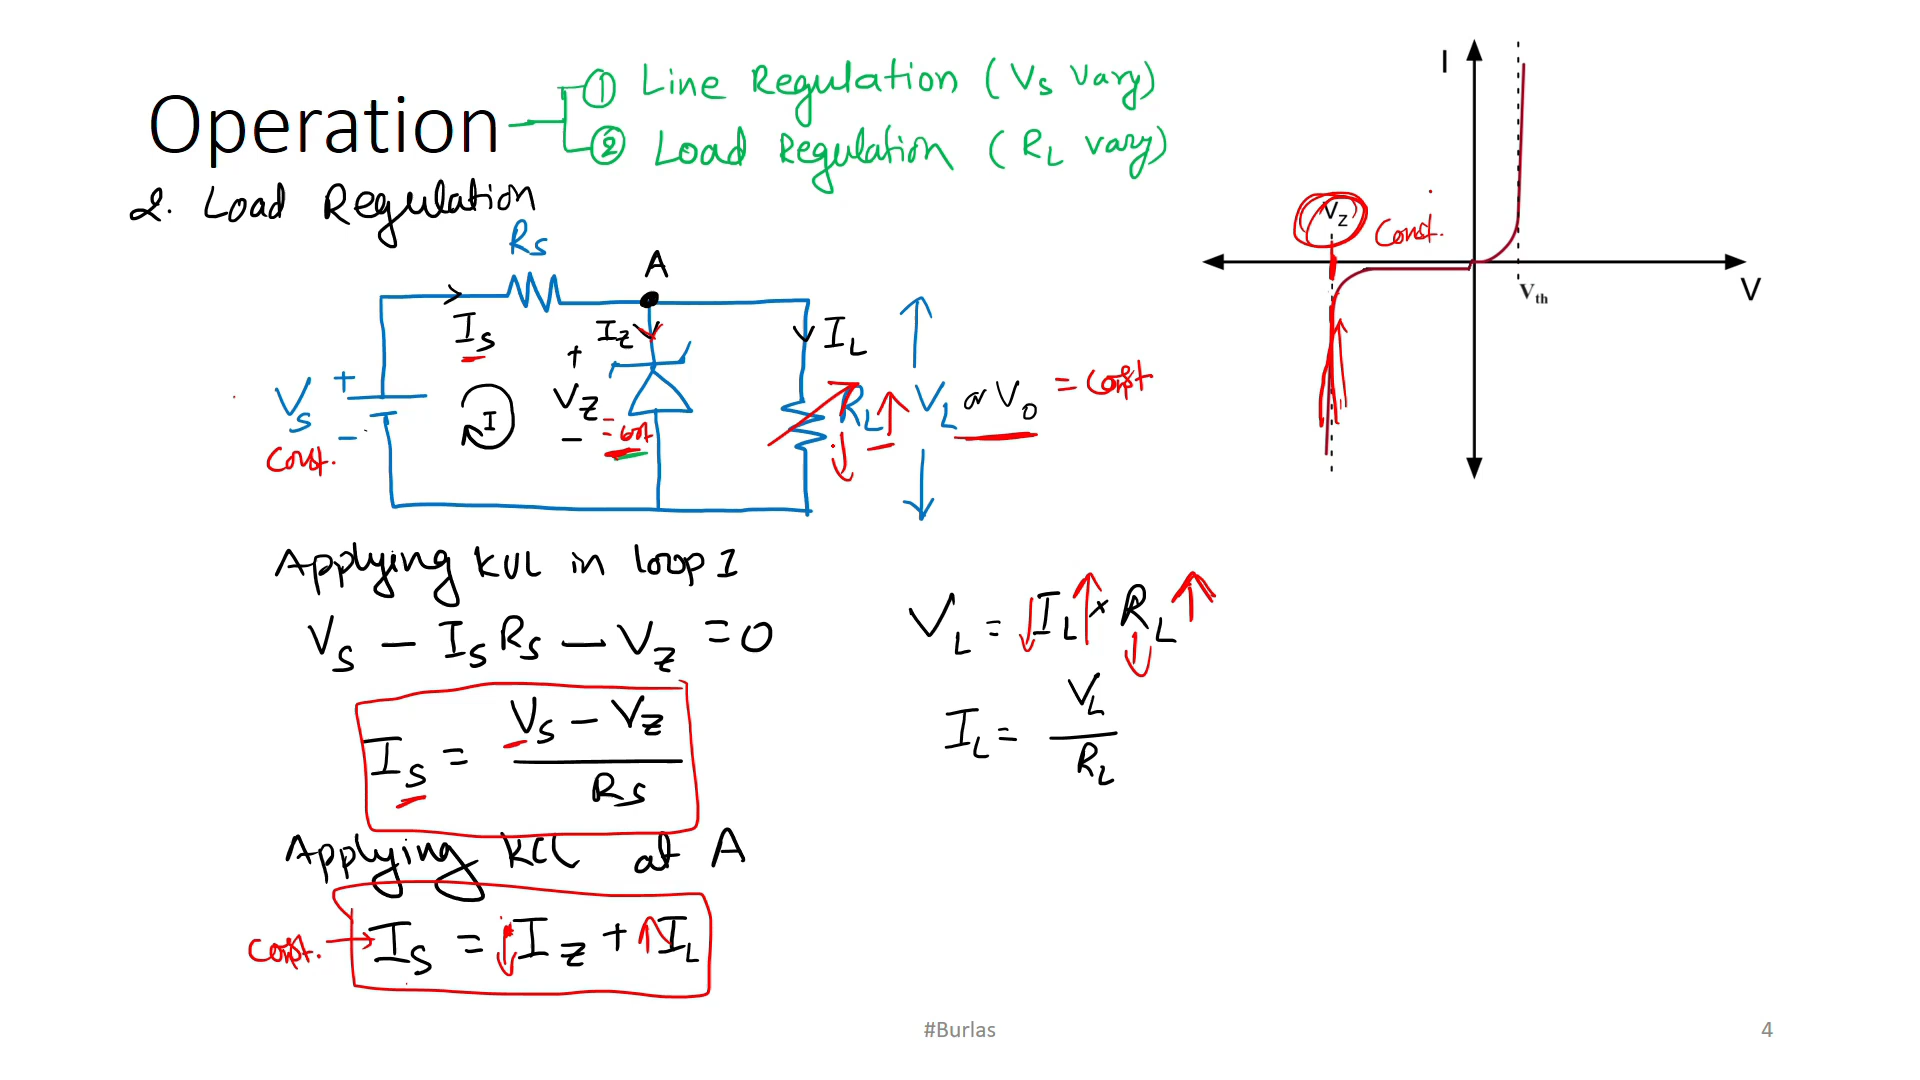 Operation
① Line Regulation (Vs Vary)
② Load Regulation (RL vary)
2. Load Regulation
Rs
A
Is
Iz
IL
+
Vs
-
Const.
I
+
Vz
-
= const
RL
VL or Vo = Const
I
Vz
Const.
Vth
V
Applying KVL in loop I
Vs - Is Rs - Vz = 0
Is = Vs - Vz / Rs
VL = IL × RL
IL = VL / RL
Applying KCL at A
Const. → Is = Iz + IL
#Burlas
4